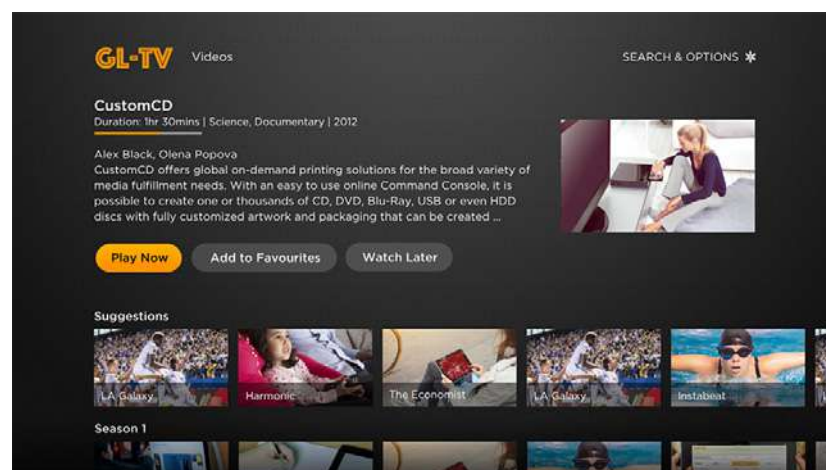 GL-TV Videos SEARCH & OPTIONS *
CustomCD
Duration: 1hr 30mins | Science, Documentary | 2012
Alex Black, Olena Popova
CustomCD offers global on-demand printing solutions for the broad variety of
media fulfillment needs. With an easy to use online Command Console, it is
possible to create one or thousands of CD, DVD, Blu-Ray, USB or even HDD
discs with fully customized artwork and packaging that can be created ...
Play Now Add to Favourites Watch Later
Suggestions
LA Galaxy Harmonic The Economist LA Galaxy Instabeat
Season 1